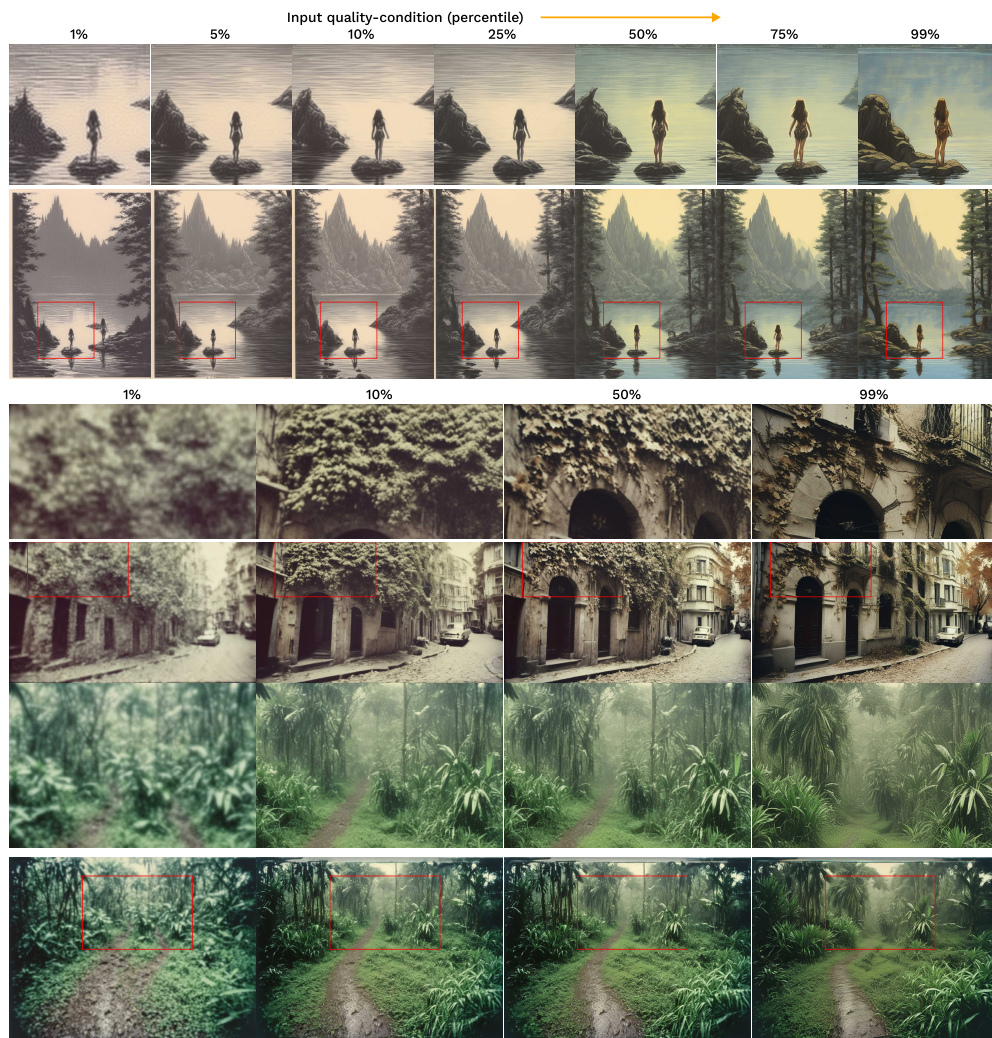 Input quality-condition (percentile)
1% 5% 10% 25% 50% 75% 99%
1% 10% 50% 99%